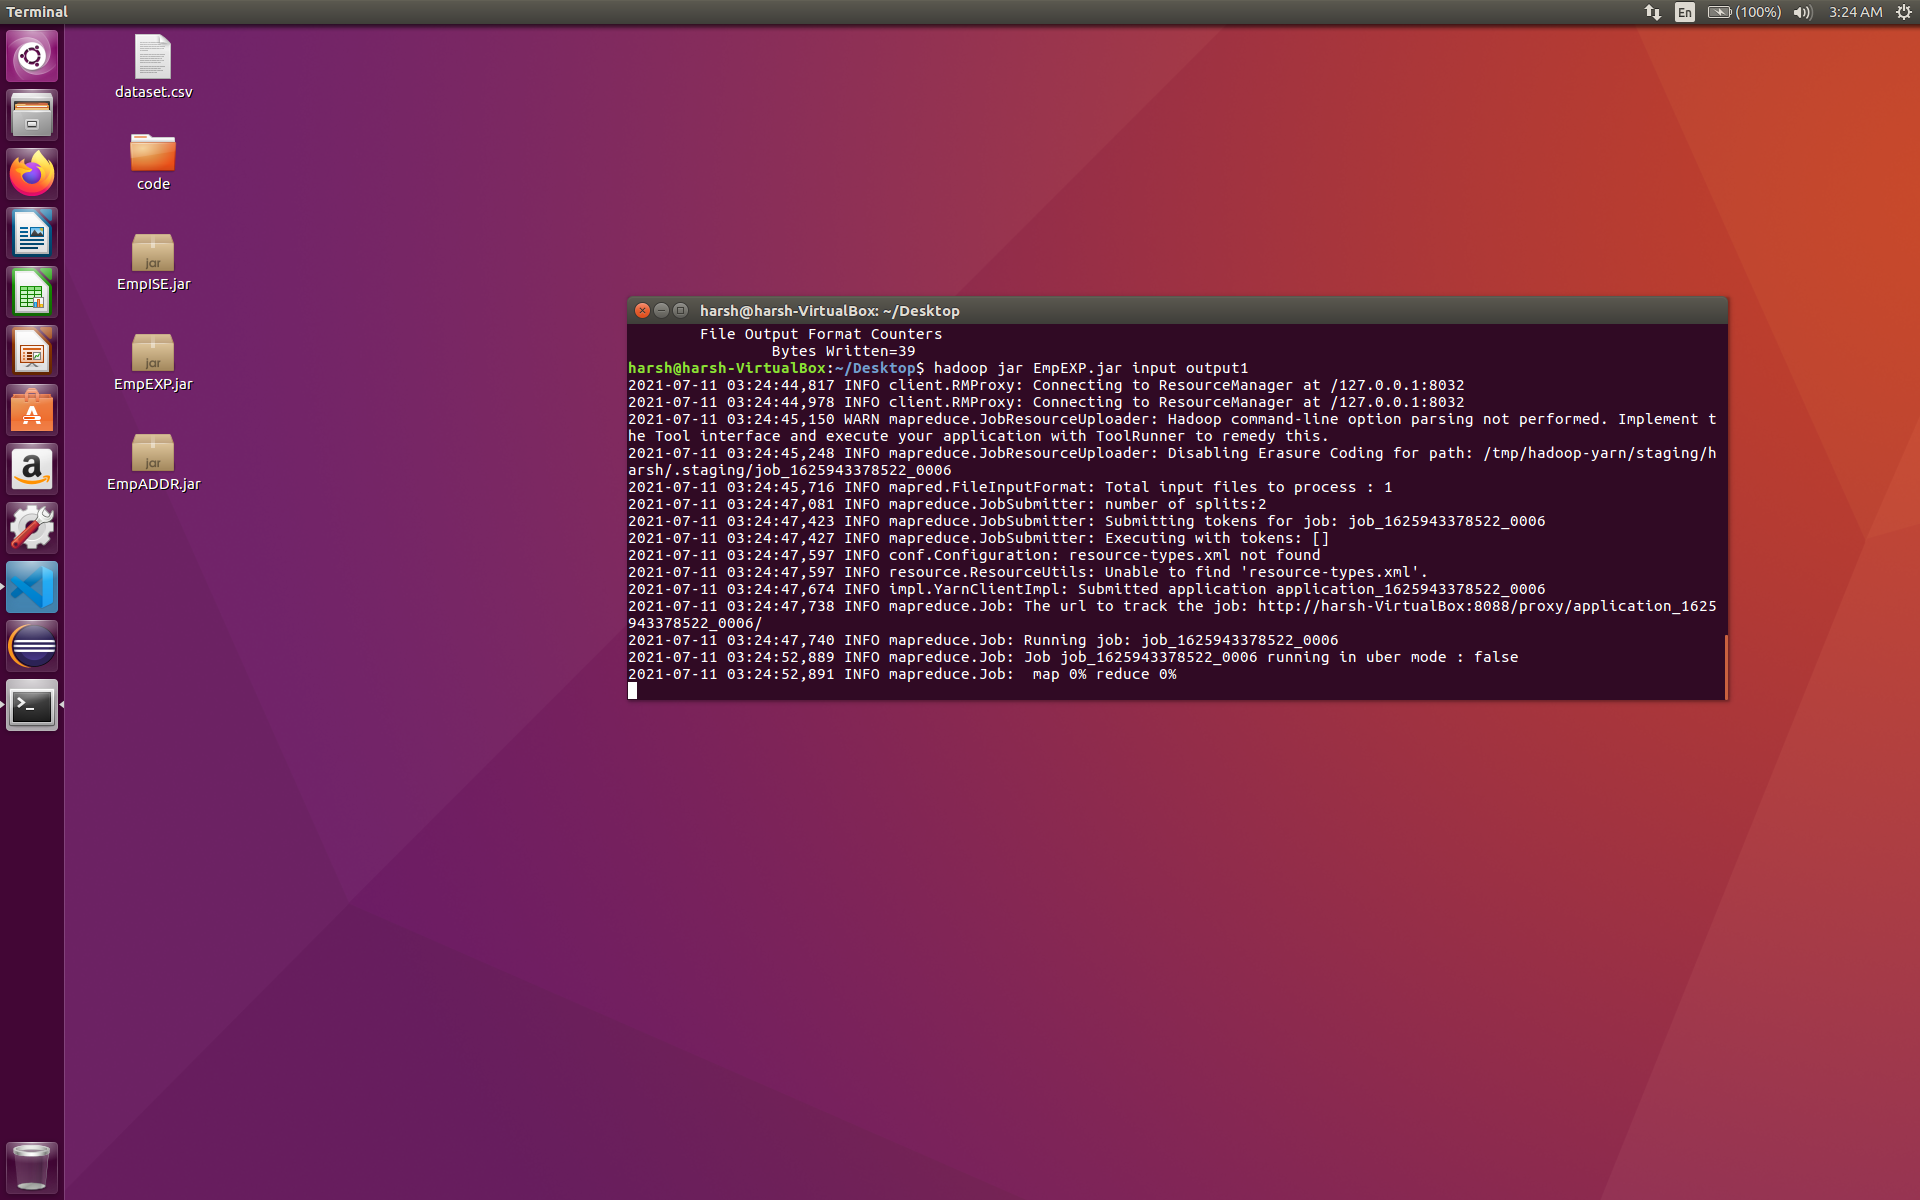 Terminal
En
(100%)
3:24 AM
dataset.csv
code
jar
EmpISE.jar
jar
EmpEXP.jar
jar
EmpADDR.jar
harsh@harsh-VirtualBox: ~/Desktop
File Output Format Counters
Bytes Written=39
harsh@harsh-VirtualBox:~/Desktop$ hadoop jar EmpEXP.jar input output1
2021-07-11 03:24:44,817 INFO client.RMProxy: Connecting to ResourceManager at /127.0.0.1:8032
2021-07-11 03:24:44,978 INFO client.RMProxy: Connecting to ResourceManager at /127.0.0.1:8032
2021-07-11 03:24:45,150 WARN mapreduce.JobResourceUploader: Hadoop command-line option parsing not performed. Implement t
he Tool interface and execute your application with ToolRunner to remedy this.
2021-07-11 03:24:45,248 INFO mapreduce.JobResourceUploader: Disabling Erasure Coding for path: /tmp/hadoop-yarn/staging/h
arsh/.staging/job_1625943378522_0006
2021-07-11 03:24:45,716 INFO mapred.FileInputFormat: Total input files to process : 1
2021-07-11 03:24:47,081 INFO mapreduce.JobSubmitter: number of splits:2
2021-07-11 03:24:47,423 INFO mapreduce.JobSubmitter: Submitting tokens for job: job_1625943378522_0006
2021-07-11 03:24:47,427 INFO mapreduce.JobSubmitter: Executing with tokens: []
2021-07-11 03:24:47,597 INFO conf.Configuration: resource-types.xml not found
2021-07-11 03:24:47,597 INFO resource.ResourceUtils: Unable to find 'resource-types.xml'.
2021-07-11 03:24:47,674 INFO impl.YarnClientImpl: Submitted application application_1625943378522_0006
2021-07-11 03:24:47,738 INFO mapreduce.Job: The url to track the job: http://harsh-VirtualBox:8088/proxy/application_1625
943378522_0006/
2021-07-11 03:24:47,740 INFO mapreduce.Job: Running job: job_1625943378522_0006
2021-07-11 03:24:52,889 INFO mapreduce.Job: Job job_1625943378522_0006 running in uber mode : false
2021-07-11 03:24:52,891 INFO mapreduce.Job:  map 0% reduce 0%